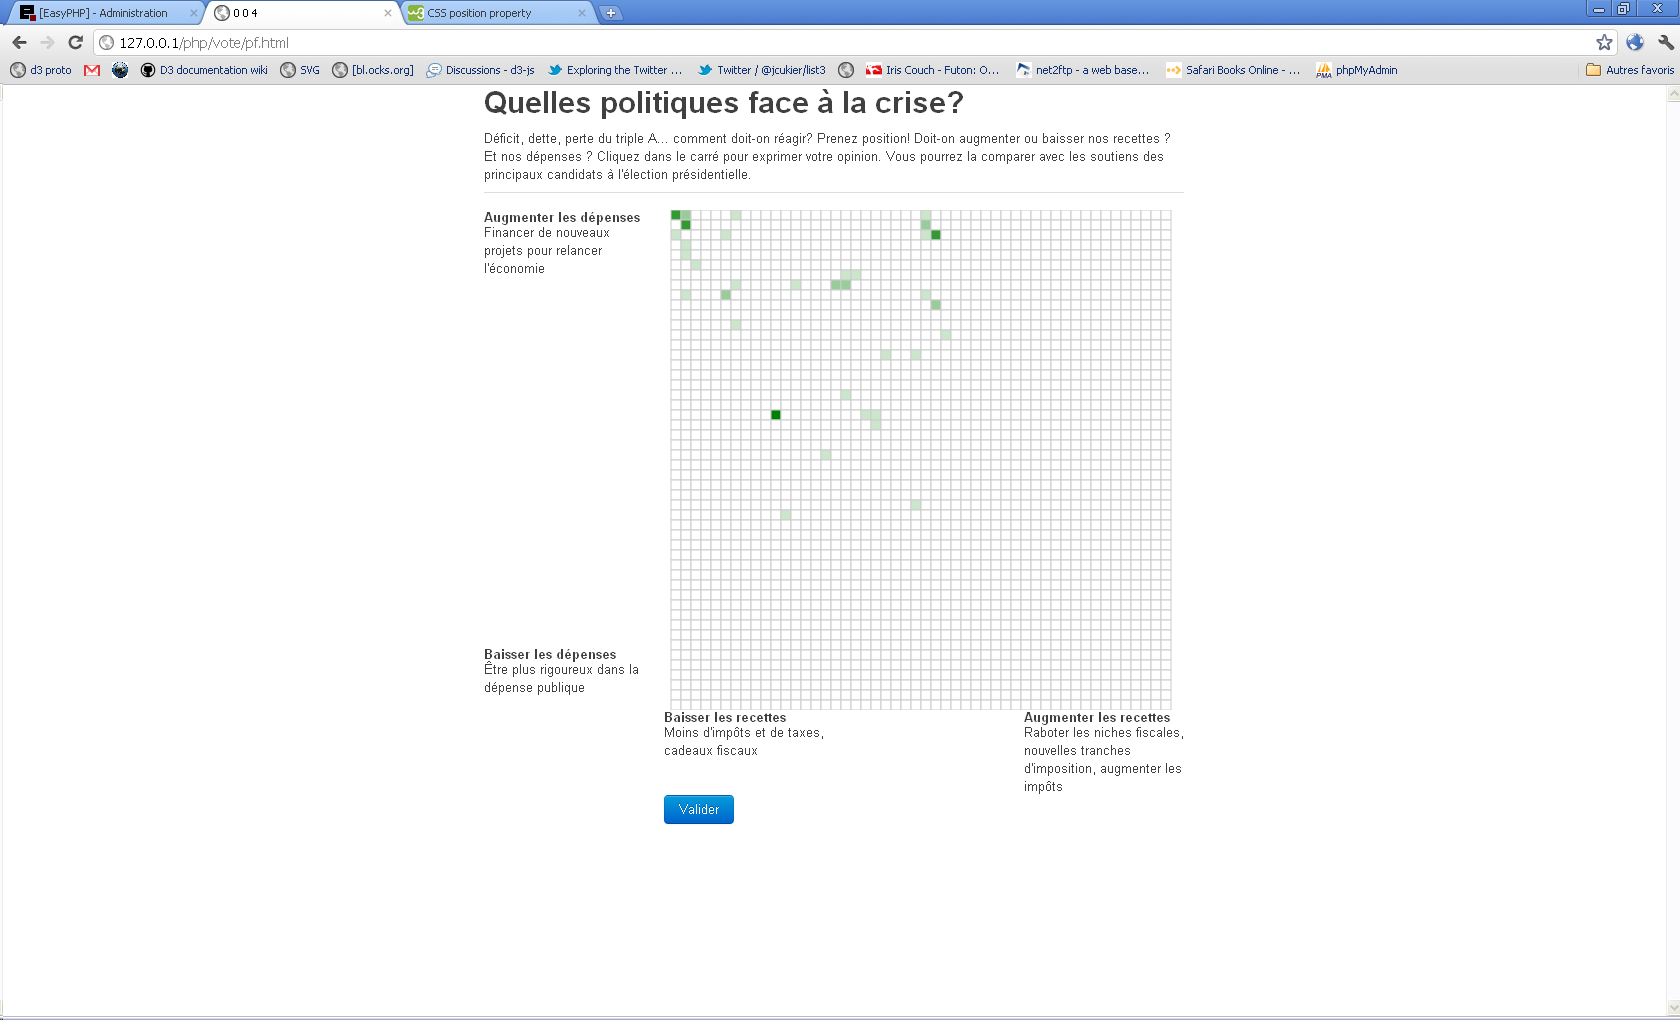 [EasyPHP] - Administration
0 0 4
CSS position property
127.0.0.1/php/vote/pf.html
d3 proto
D3 documentation wiki
SVG
[bl.ocks.org]
Discussions - d3-js
Exploring the Twitter ...
Twitter / @jcukier/list3
Iris Couch - Futon: O...
net2ftp - a web base...
Safari Books Online - ...
PMA
phpMyAdmin
Autres favoris
Quelles politiques face à la crise?
Déficit, dette, perte du triple A... comment doit-on réagir? Prenez position! Doit-on augmenter ou baisser nos recettes ?
Et nos dépenses ? Cliquez dans le carré pour exprimer votre opinion. Vous pourrez la comparer avec les soutiens des
principaux candidats à l'élection présidentielle.
Augmenter les dépenses
Financer de nouveaux
projets pour relancer
l'économie
Baisser les dépenses
Être plus rigoureux dans la
dépense publique
Baisser les recettes
Moins d'impôts et de taxes,
cadeaux fiscaux
Augmenter les recettes
Raboter les niches fiscales,
nouvelles tranches
d'imposition, augmenter les
impôts
Valider